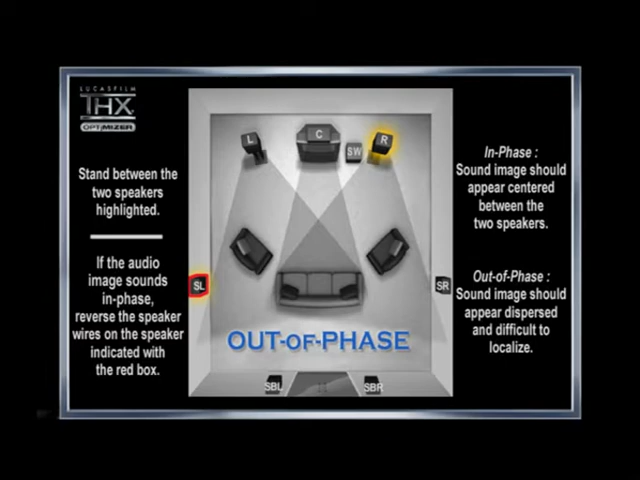 LUCASFILM
THX
OPTIMIZER
Stand between the
two speakers
highlighted.
If the audio
image sounds
in-phase,
reverse the speaker
wires on the speaker
indicated with
the red box.
L
C
SW
R
SL
SR
OUT-OF-PHASE
SBL
SBR
In-Phase :
Sound image should
appear centered
between the
two speakers.
Out-of-Phase :
Sound image should
appear dispersed
and difficult to
localize.